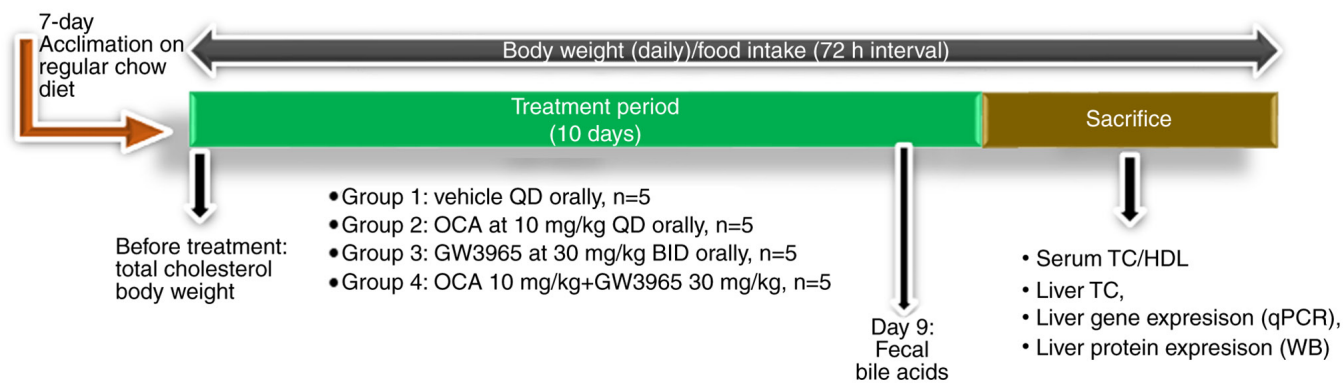 7-day
Acclimation on
regular chow
diet
Body weight (daily)/food intake (72 h interval)
Treatment period
(10 days)
Sacrifice
•Group 1: vehicle QD orally, n=5
•Group 2: OCA at 10 mg/kg QD orally, n=5
•Group 3: GW3965 at 30 mg/kg BID orally, n=5
•Group 4: OCA 10 mg/kg+GW3965 30 mg/kg, n=5
Before treatment:
total cholesterol
body weight
Day 9:
Fecal
bile acids
• Serum TC/HDL
• Liver TC,
• Liver gene expresison (qPCR),
• Liver protein expresison (WB)